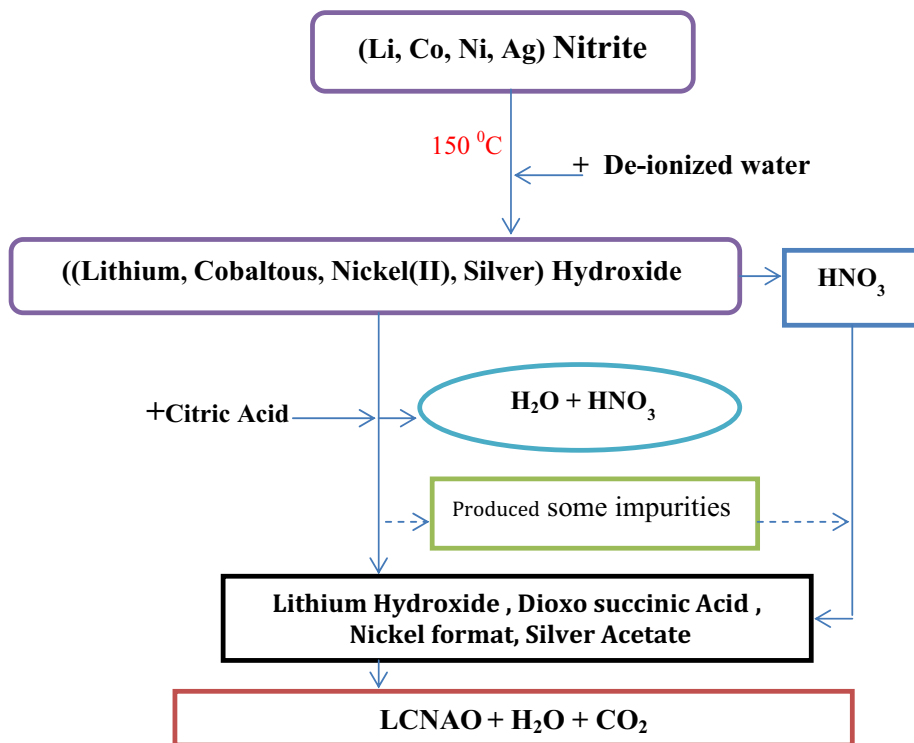 (Li, Co, Ni, Ag) Nitrite
150 ⁰C
+ De-ionized water
((Lithium, Cobaltous, Nickel(II), Silver) Hydroxide
HNO₃
+Citric Acid
H₂O + HNO₃
Produced some impurities
Lithium Hydroxide , Dioxo succinic Acid ,
Nickel format, Silver Acetate
LCNAO + H₂O + CO₂